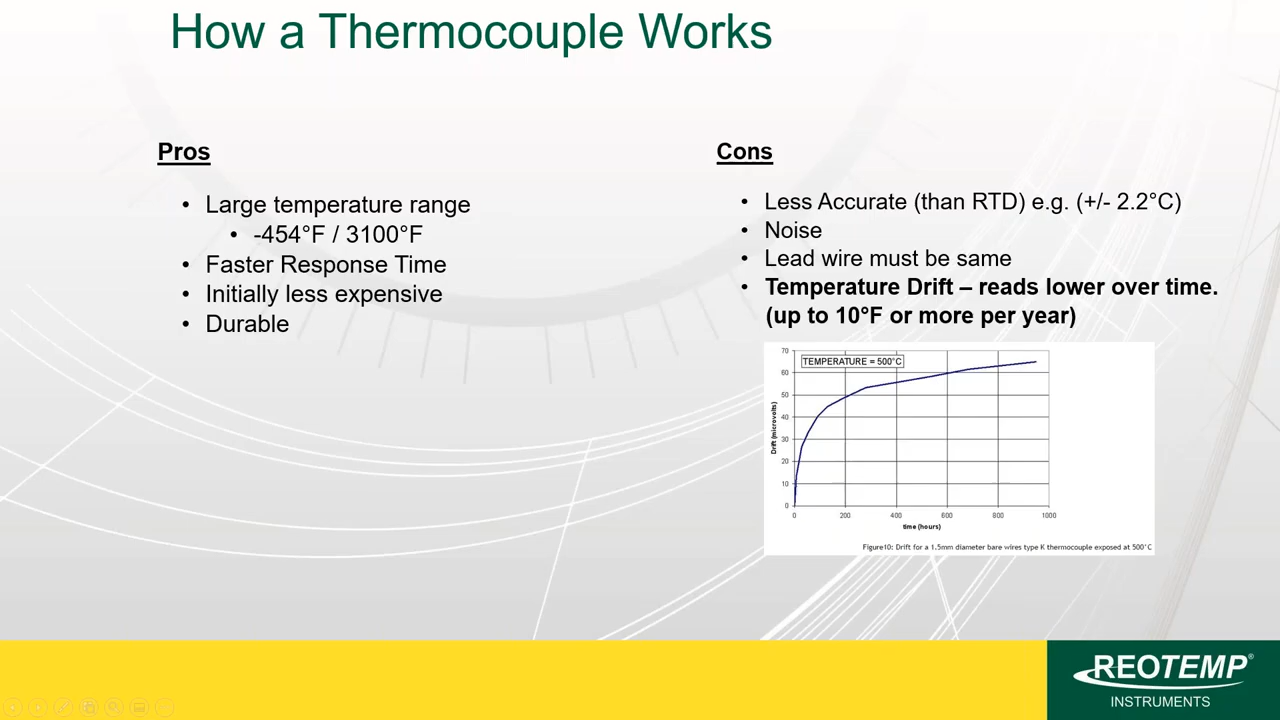 How a Thermocouple Works
Pros
• Large temperature range
• -454°F / 3100°F
• Faster Response Time
• Initially less expensive
• Durable
Cons
• Less Accurate (than RTD) e.g. (+/- 2.2°C)
• Noise
• Lead wire must be same
• Temperature Drift – reads lower over time.
(up to 10°F or more per year)
TEMPERATURE = 500°C
Drift (microvolts)
70
60
50
40
30
20
10
0
0 200 400 600 800 1000
time (hours)
Figure10: Drift for a 1.5mm diameter bare wires type K thermocouple exposed at 500°C
REOTEMP®
INSTRUMENTS